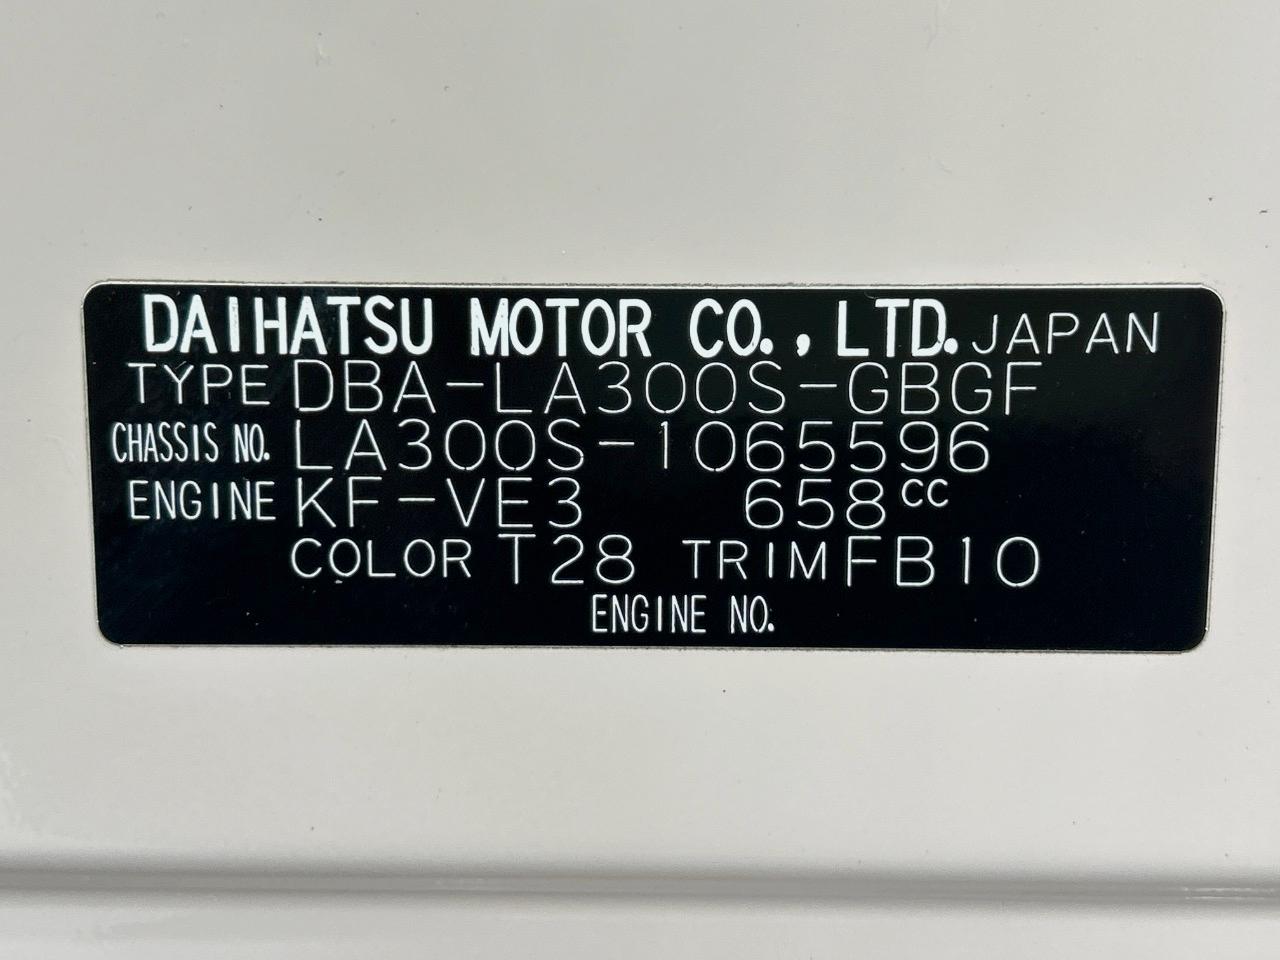 DAIHATSU MOTOR CO., LTD. JAPAN
TYPE DBA-LA300S-GBGF
CHASSIS NO. LA300S-1065596
ENGINE KF-VE3 658cc
COLOR T28 TRIM FB10
ENGINE NO.